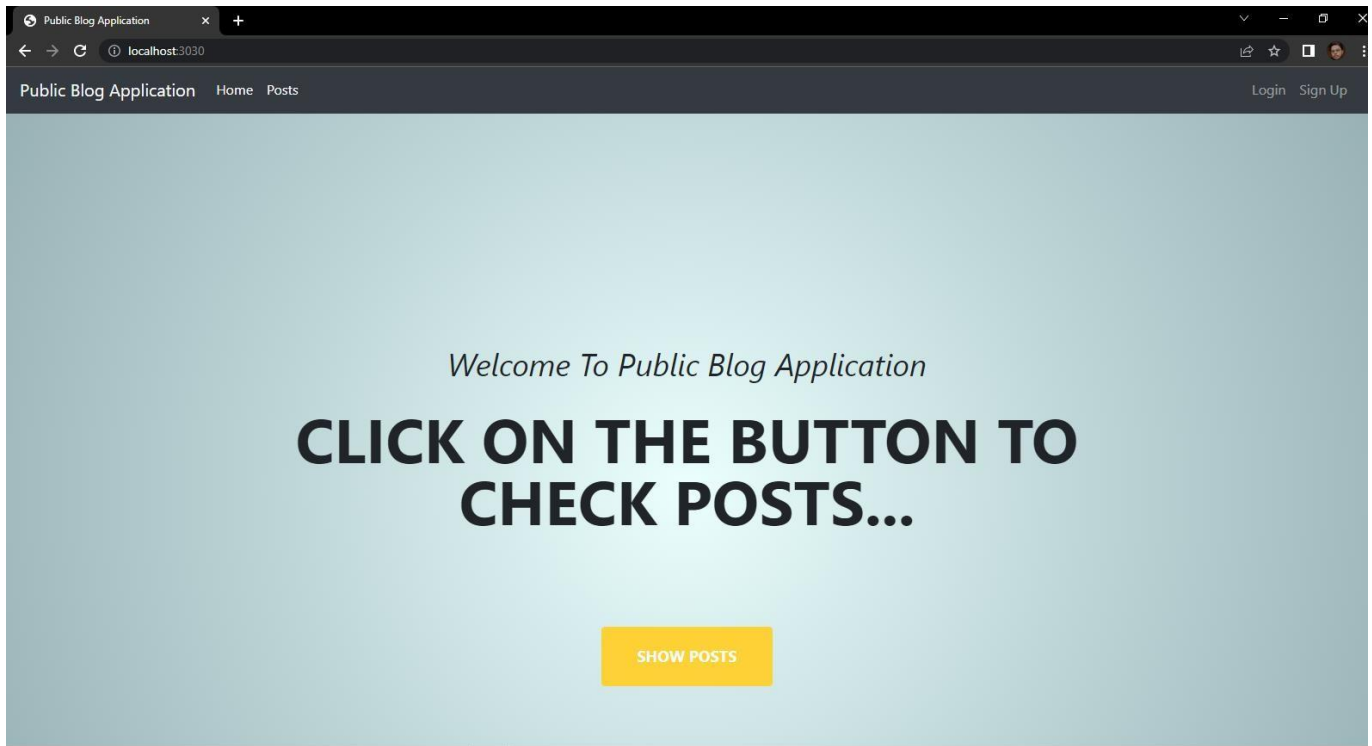 Public Blog Application
localhost:3030
Public Blog Application Home Posts Login Sign Up
Welcome To Public Blog Application
CLICK ON THE BUTTON TO
CHECK POSTS...
SHOW POSTS